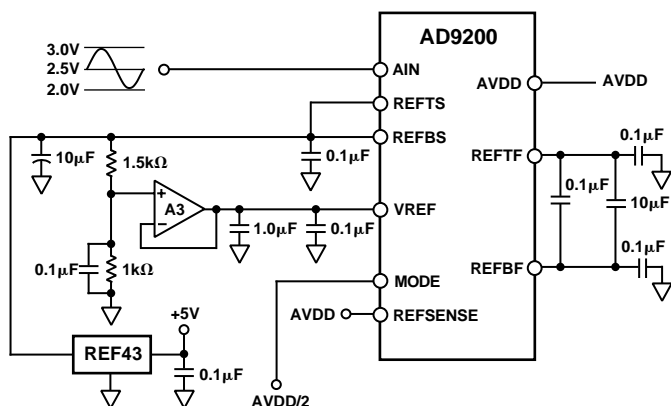 AD9200
3.0V
2.5V
2.0V
AIN
AVDD
AVDD
REFTS
REFBS
10µF
1.5kΩ
0.1µF
REFTF
0.1µF
0.1µF
10µF
A3
+
–
VREF
1.0µF
0.1µF
0.1µF
1kΩ
0.1µF
REFBF
MODE
AVDD
REFSENSE
+5V
REF43
0.1µF
AVDD/2